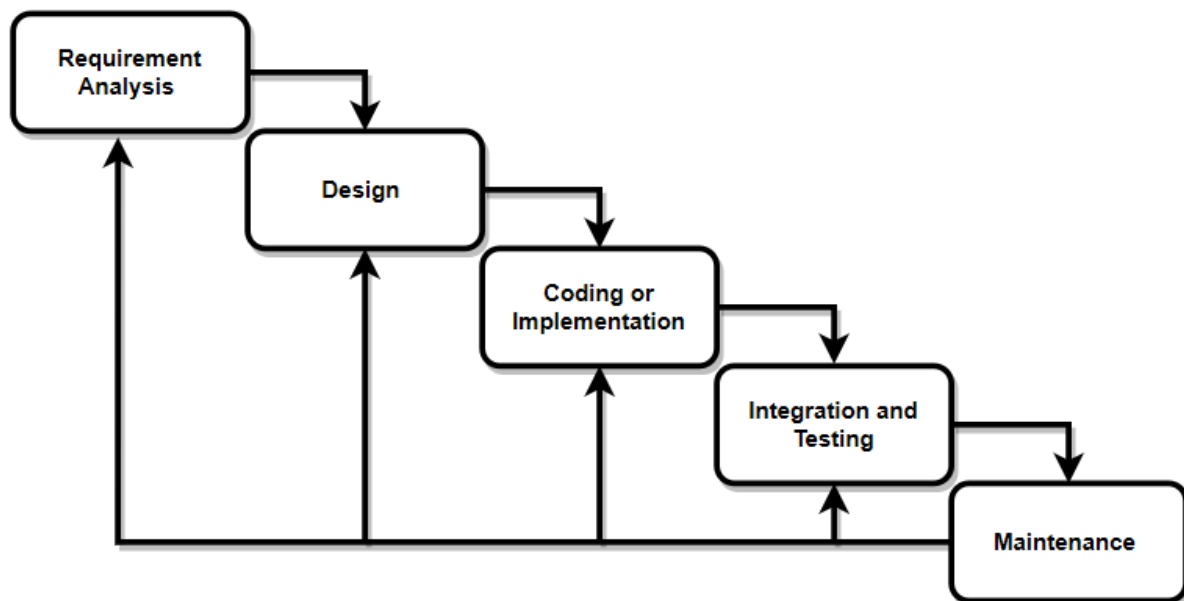 Requirement
Analysis
Design
Coding or
Implementation
Integration and
Testing
Maintenance